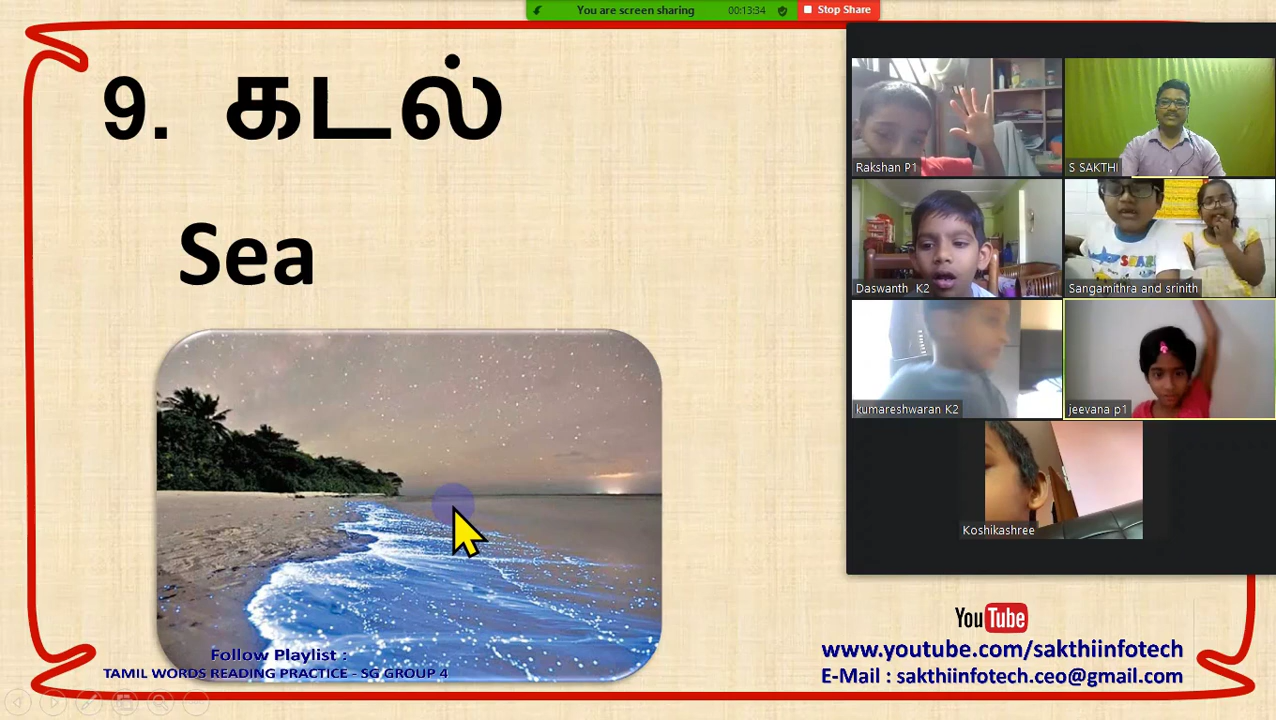 You are screen sharing
00:13:34
Stop Share
9. கடல்
Sea
Follow Playlist :
TAMIL WORDS READING PRACTICE - SG GROUP 4
Rakshan P1
S SAKTHI
Daswanth K2
Sangamithra and srinith
kumareshwaran K2
jeevana p1
Koshikashree
YouTube
www.youtube.com/sakthiinfotech
E-Mail : sakthiinfotech.ceo@gmail.com